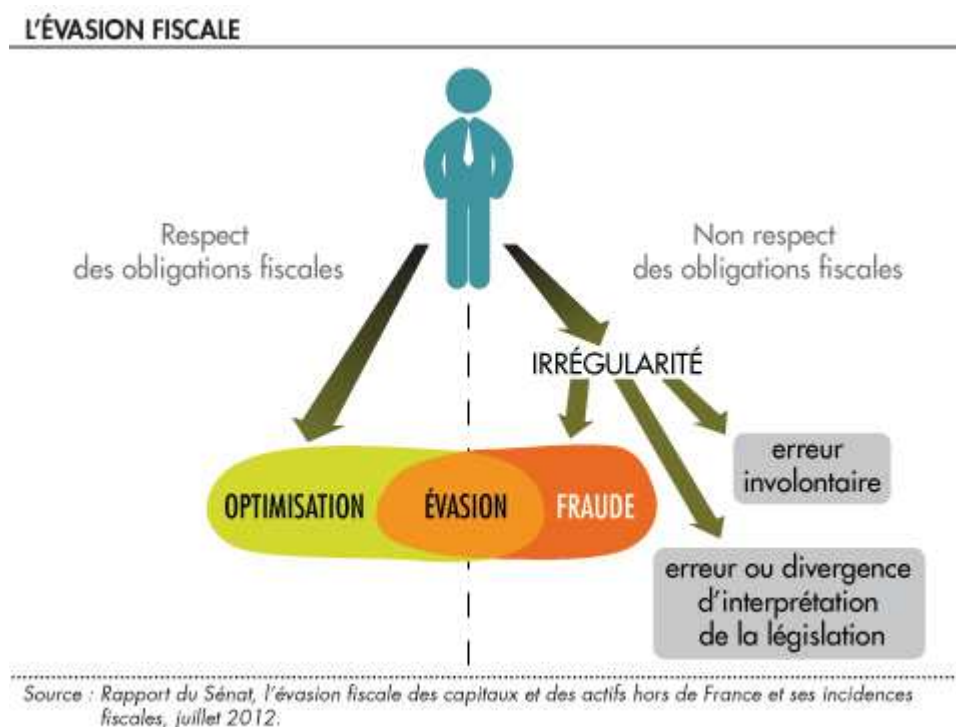 L'ÉVASION FISCALE
Respect
des obligations fiscales
Non respect
des obligations fiscales
IRRÉGULARITÉ
erreur
involontaire
OPTIMISATION
ÉVASION
FRAUDE
erreur ou divergence
d'interprétation
de la législation
Source : Rapport du Sénat, l'évasion fiscale des capitaux et des actifs hors de France et ses incidences
fiscales, juillet 2012.